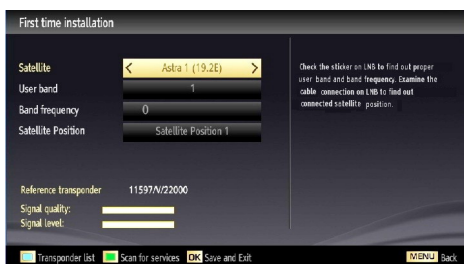 First time installation
Satellite
Astra 1 (19.2E)
User band
1
Band frequency
0
Satellite Position
Satellite Position 1
Check the sticker on LNB to find out proper
user band and band frequency. Examine the
cable connection on LNB to find out
connected satellite position.
Reference transponder
11597/V/22000
Signal quality:
Signal level:
Transponder list
Scan for services
OK Save and Exit
MENU Back